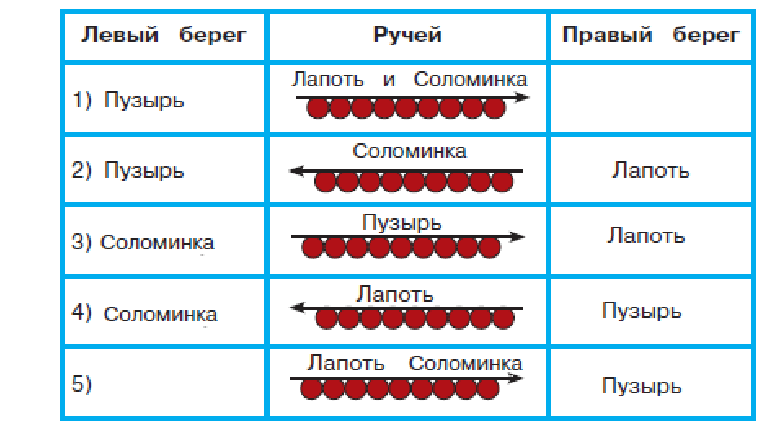 Левый берег Ручей Правый берег
Лапоть и Соломинка
1) Пузырь
Соломинка
2) Пузырь Лапоть
Пузырь
3) Соломинка Лапоть
Лапоть
4) Соломинка Пузырь
Лапоть Соломинка
5) Пузырь